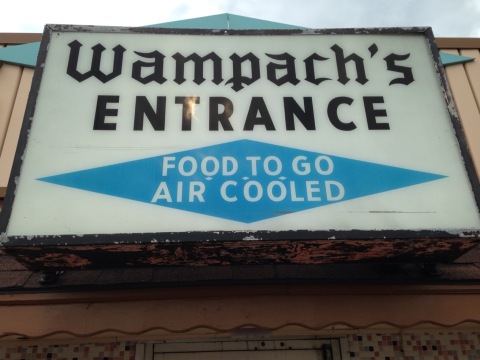 Wampach's
ENTRANCE
FOOD TO GO
AIR COOLED